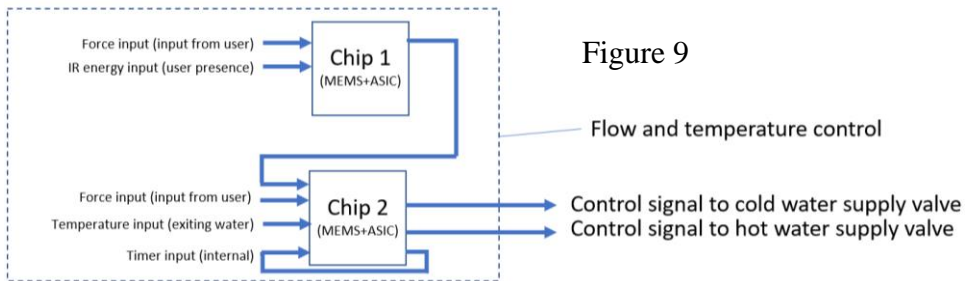 Figure 9
Force input (input from user)
IR energy input (user presence)
Chip 1
(MEMS+ASIC)
Flow and temperature control
Force input (input from user)
Temperature input (exiting water)
Timer input (internal)
Chip 2
(MEMS+ASIC)
Control signal to cold water supply valve
Control signal to hot water supply valve